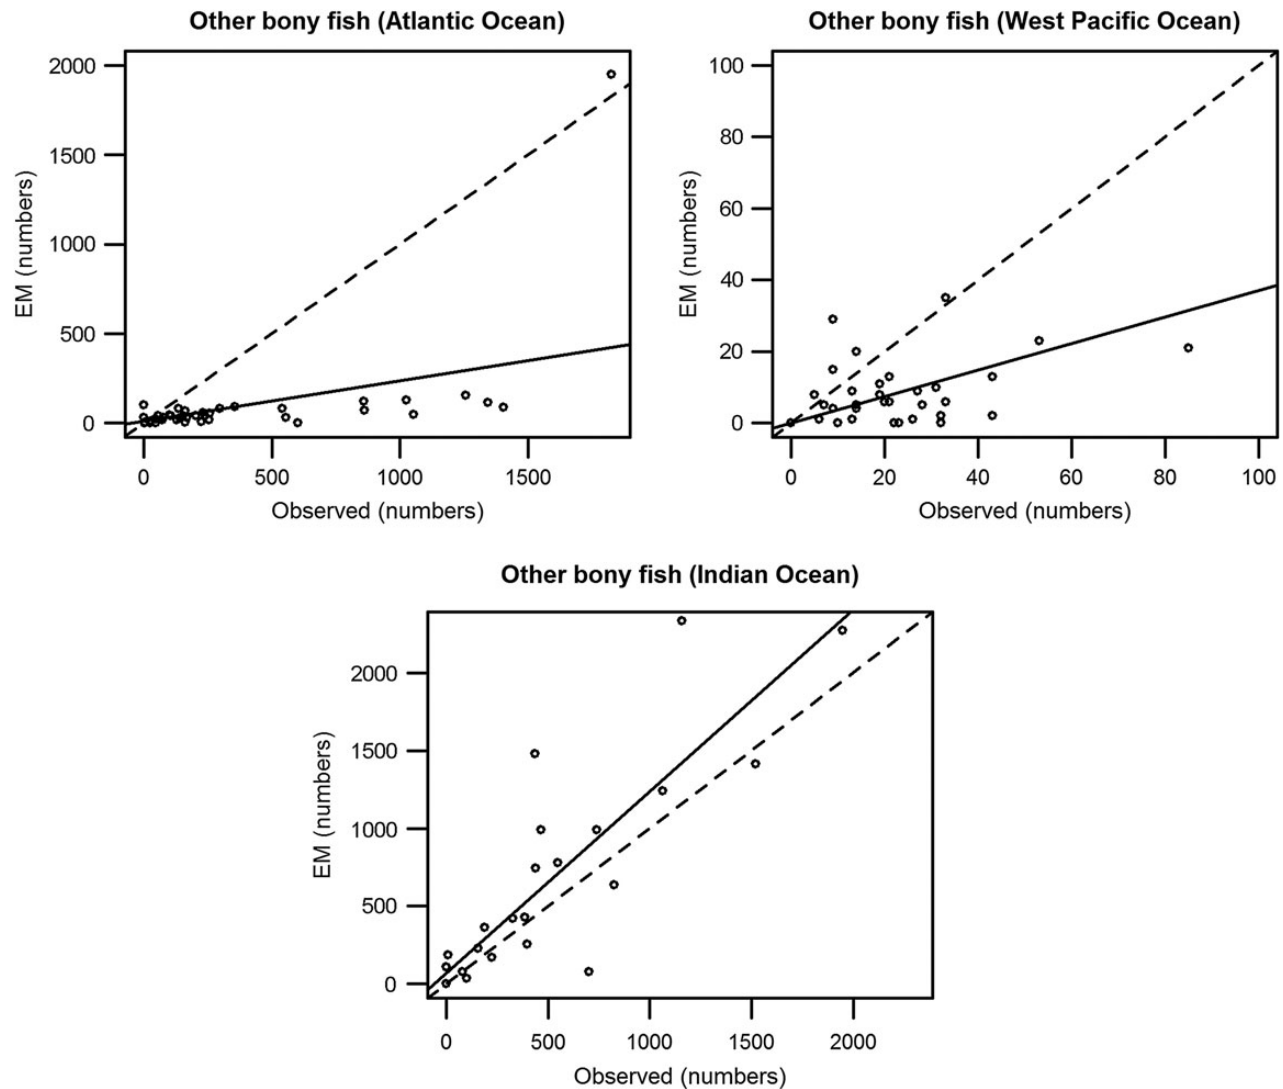 Other bony fish (Atlantic Ocean)
2000
1500
1000
500
0
EM (numbers)
0 500 1000 1500
Observed (numbers)
Other bony fish (West Pacific Ocean)
100
80
60
40
20
0
EM (numbers)
0 20 40 60 80 100
Observed (numbers)
Other bony fish (Indian Ocean)
2000
1500
1000
500
0
EM (numbers)
0 500 1000 1500 2000
Observed (numbers)